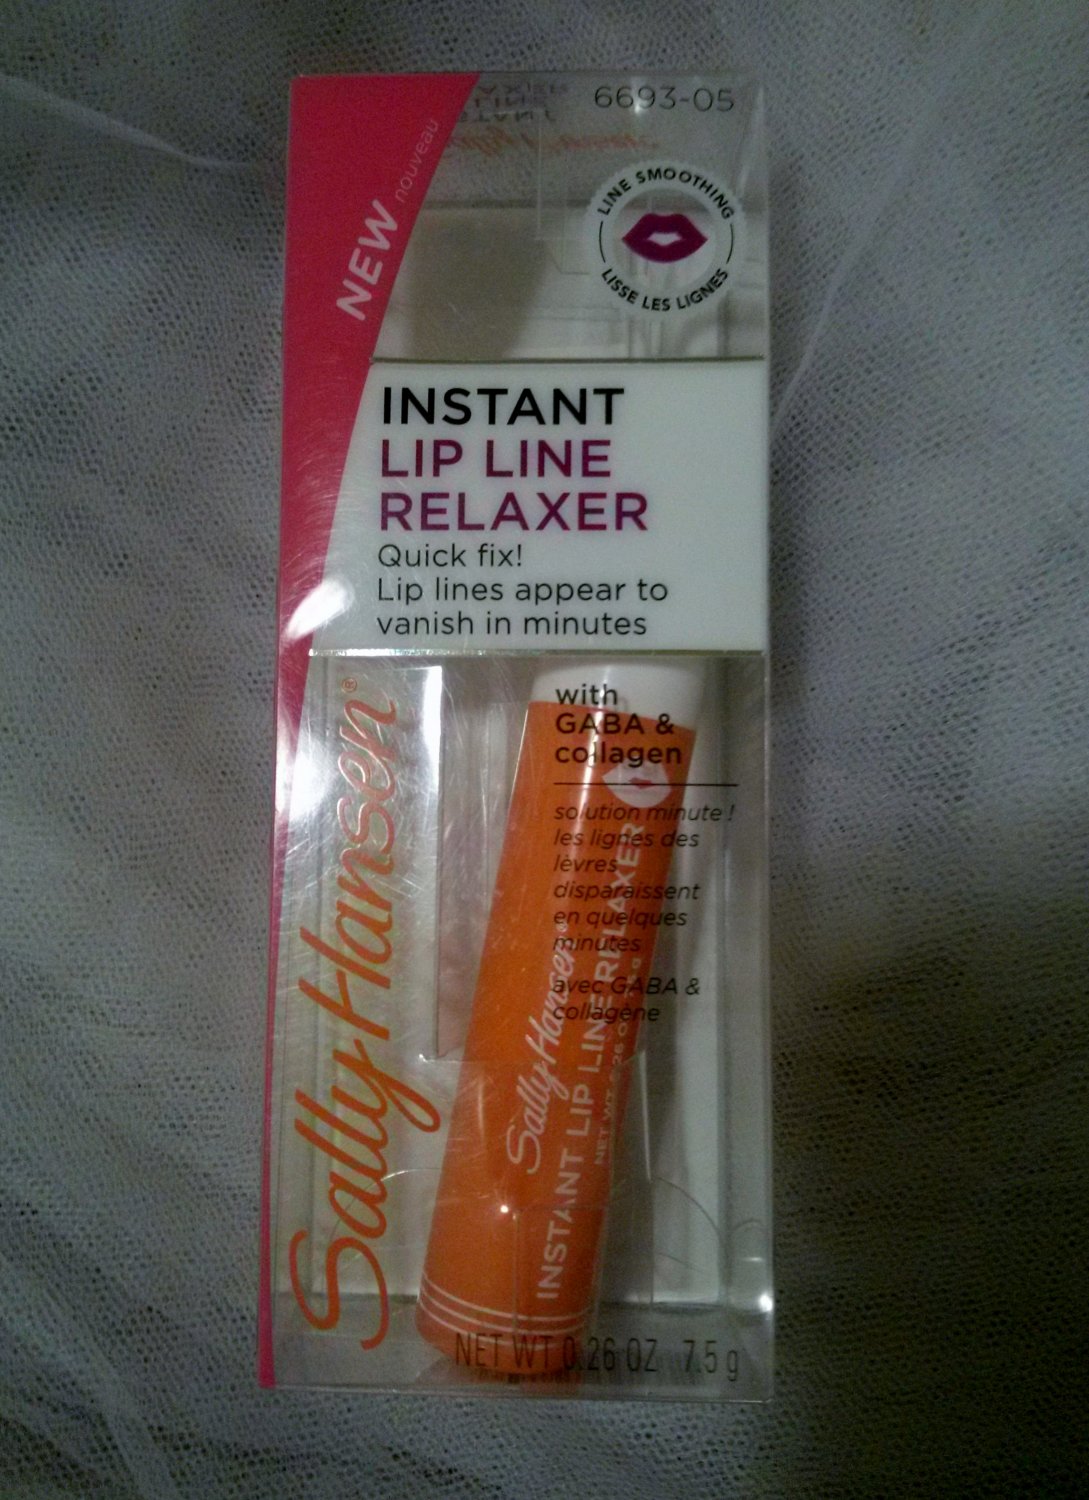 6693-05
NEW nouveau
LINE SMOOTHING
LISSE LES LIGNES
INSTANT
LIP LINE
RELAXER
Quick fix!
Lip lines appear to
vanish in minutes
with
GABA &
collagen
solution minute !
les lignes des
lèvres
disparaissent
en quelques
minutes
avec GABA &
collagène
Sally Hansen®
Sally Hansen
INSTANT LIP LINE RELAXER
NET WT.
NET WT 0.26 OZ 7.5 g